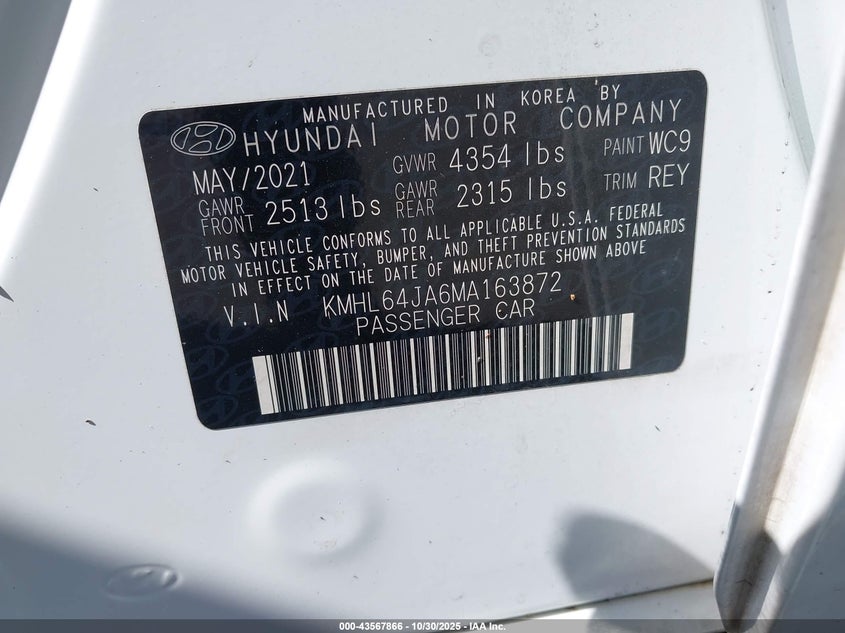 MANUFACTURED IN KOREA BY
HYUNDAI MOTOR COMPANY
MAY/2021 GVWR 4354 lbs PAINT WC9
GAWR FRONT 2513 lbs GAWR REAR 2315 lbs TRIM REY
THIS VEHICLE CONFORMS TO ALL APPLICABLE U.S.A. FEDERAL
MOTOR VEHICLE SAFETY, BUMPER, AND THEFT PREVENTION STANDARDS
IN EFFECT ON THE DATE OF MANUFACTURE SHOWN ABOVE
V.I.N KMHL64JA6MA163872
PASSENGER CAR
000-43567866 - 10/30/2025 - IAA Inc.